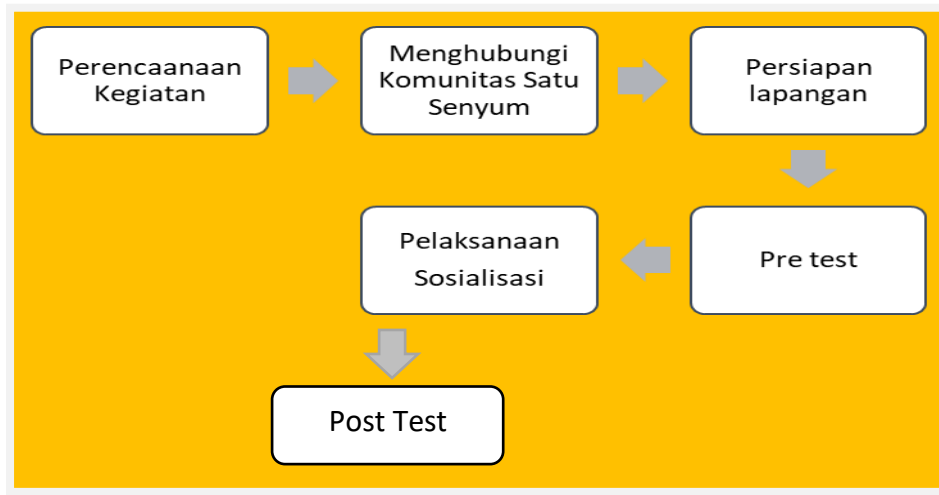 Perencaanaan
Kegiatan
Menghubungi
Komunitas Satu
Senyum
Persiapan
lapangan
Pre test
Pelaksanaan
Sosialisasi
Post Test